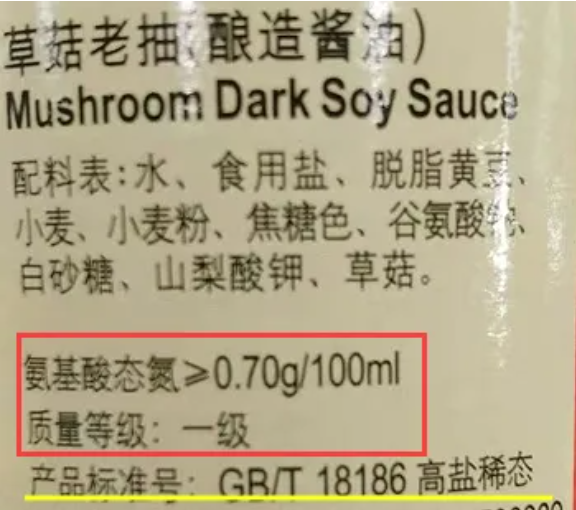 草菇老抽(酿造酱油)
Mushroom Dark Soy Sauce
配料表:水、食用盐、脱脂黄豆、
小麦、小麦粉、焦糖色、谷氨酸钠、
白砂糖、山梨酸钾、草菇。
氨基酸态氮≥0.70g/100ml
质量等级：一级
产品标准号：GB/T 18186 高盐稀态